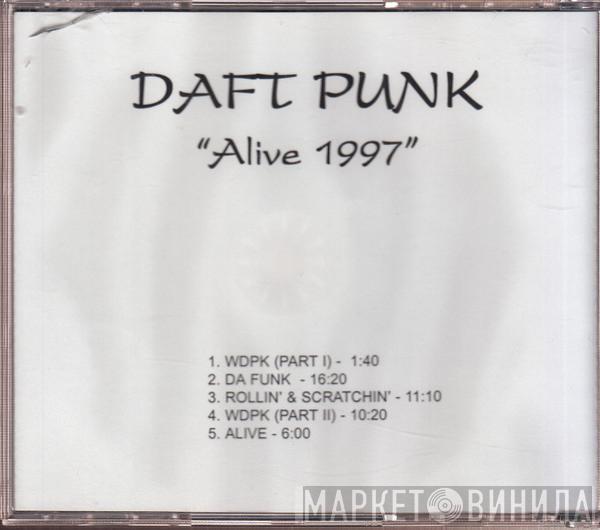 DAFT PUNK
“Alive 1997”
1. WDPK (PART I) - 1:40
2. DA FUNK - 16:20
3. ROLLIN’ & SCRATCHIN’ - 11:10
4. WDPK (PART II) - 10:20
5. ALIVE - 6:00
МАРКЕТ ВИНИЛА